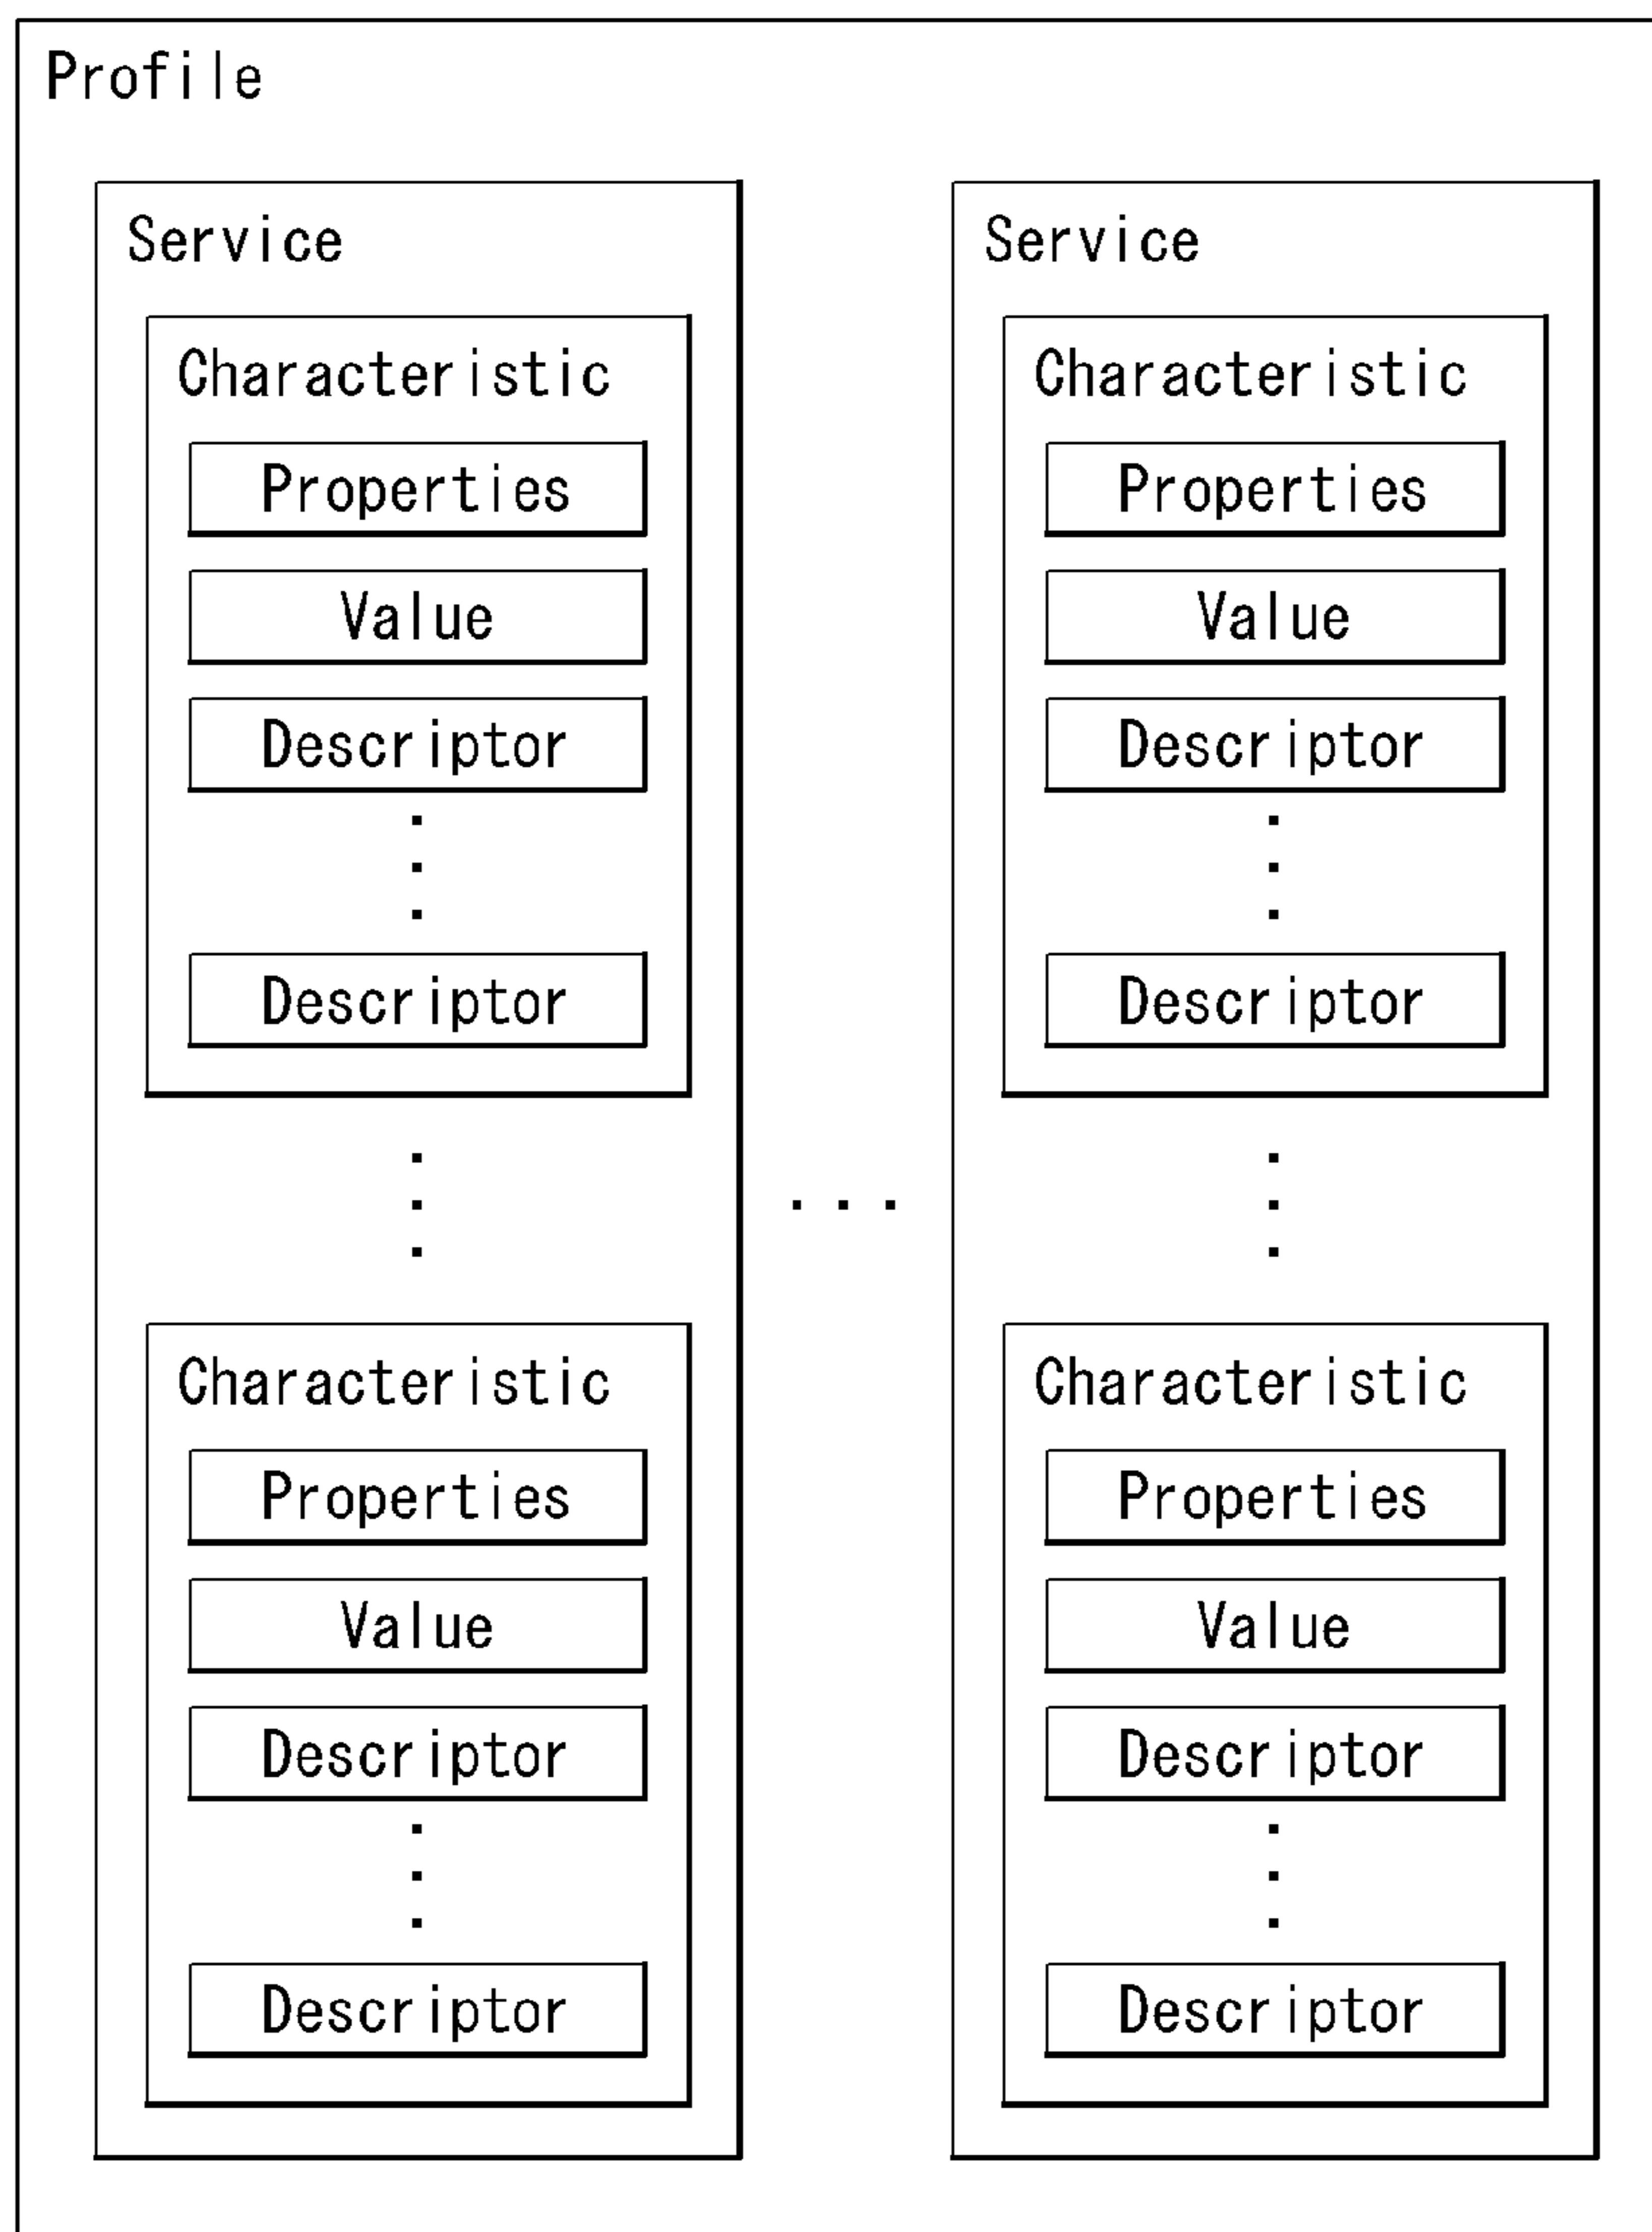 Profile
Service
Characteristic
Properties
Value
Descriptor
Descriptor
Characteristic
Properties
Value
Descriptor
Descriptor
Service
Characteristic
Properties
Value
Descriptor
Descriptor
Characteristic
Properties
Value
Descriptor
Descriptor